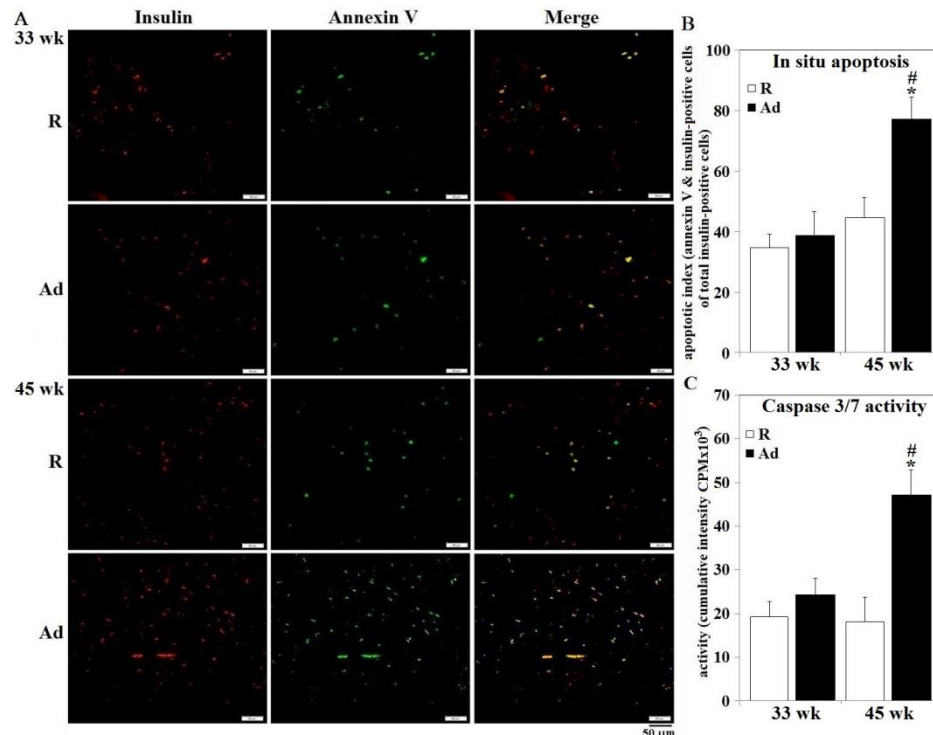 A
Insulin
Annexin V
Merge
33 wk
R
Ad
45 wk
R
Ad
50 µm
B
apoptotic index (annexin V & insulin-positive cells
of total insulin-positive cells)
100
80
60
40
20
0
In situ apoptosis
R
Ad
#
*
33 wk
45 wk
C
activity (cumulative intensity CPMx10³)
70
60
50
40
30
20
10
0
Caspase 3/7 activity
R
Ad
#
*
33 wk
45 wk